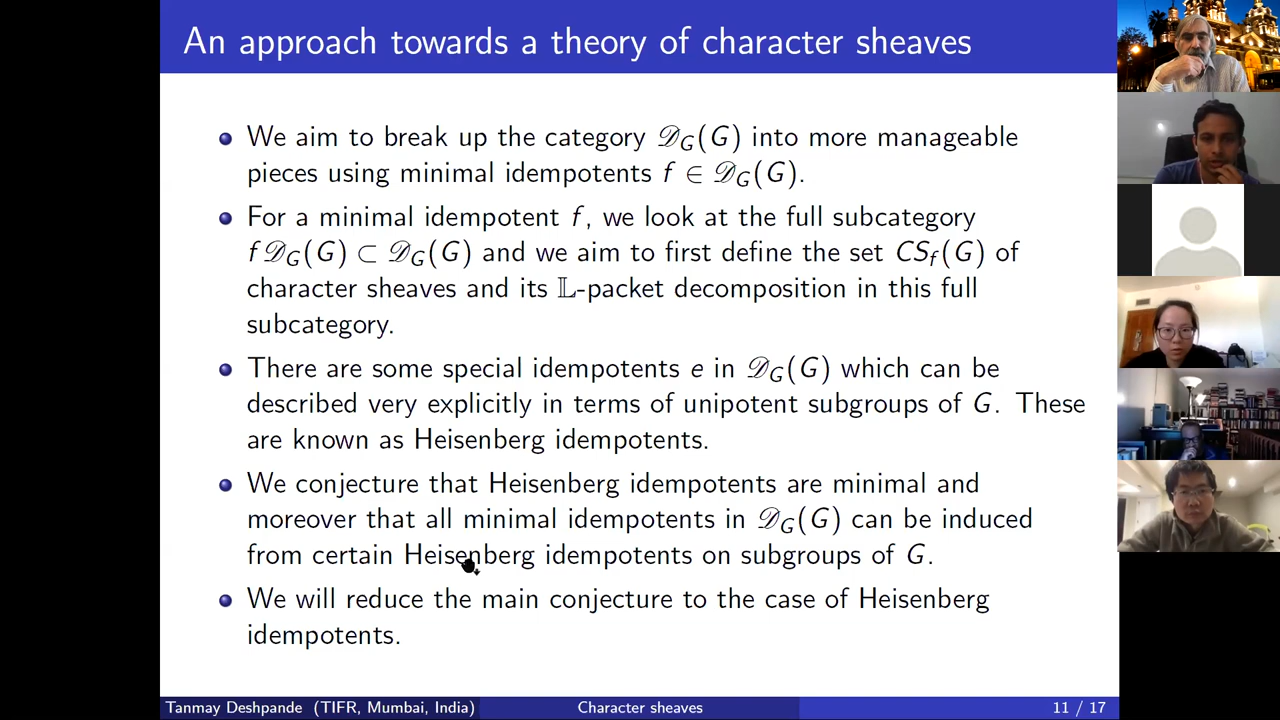 An approach towards a theory of character sheaves
We aim to break up the category 𝒟_G(G) into more manageable
pieces using minimal idempotents f ∈ 𝒟_G(G).
For a minimal idempotent f, we look at the full subcategory
f𝒟_G(G) ⊂ 𝒟_G(G) and we aim to first define the set CS_f(G) of
character sheaves and its 𝕃-packet decomposition in this full
subcategory.
There are some special idempotents e in 𝒟_G(G) which can be
described very explicitly in terms of unipotent subgroups of G. These
are known as Heisenberg idempotents.
We conjecture that Heisenberg idempotents are minimal and
moreover that all minimal idempotents in 𝒟_G(G) can be induced
from certain Heisenberg idempotents on subgroups of G.
We will reduce the main conjecture to the case of Heisenberg
idempotents.
Tanmay Deshpande (TIFR, Mumbai, India)
Character sheaves
11 / 17